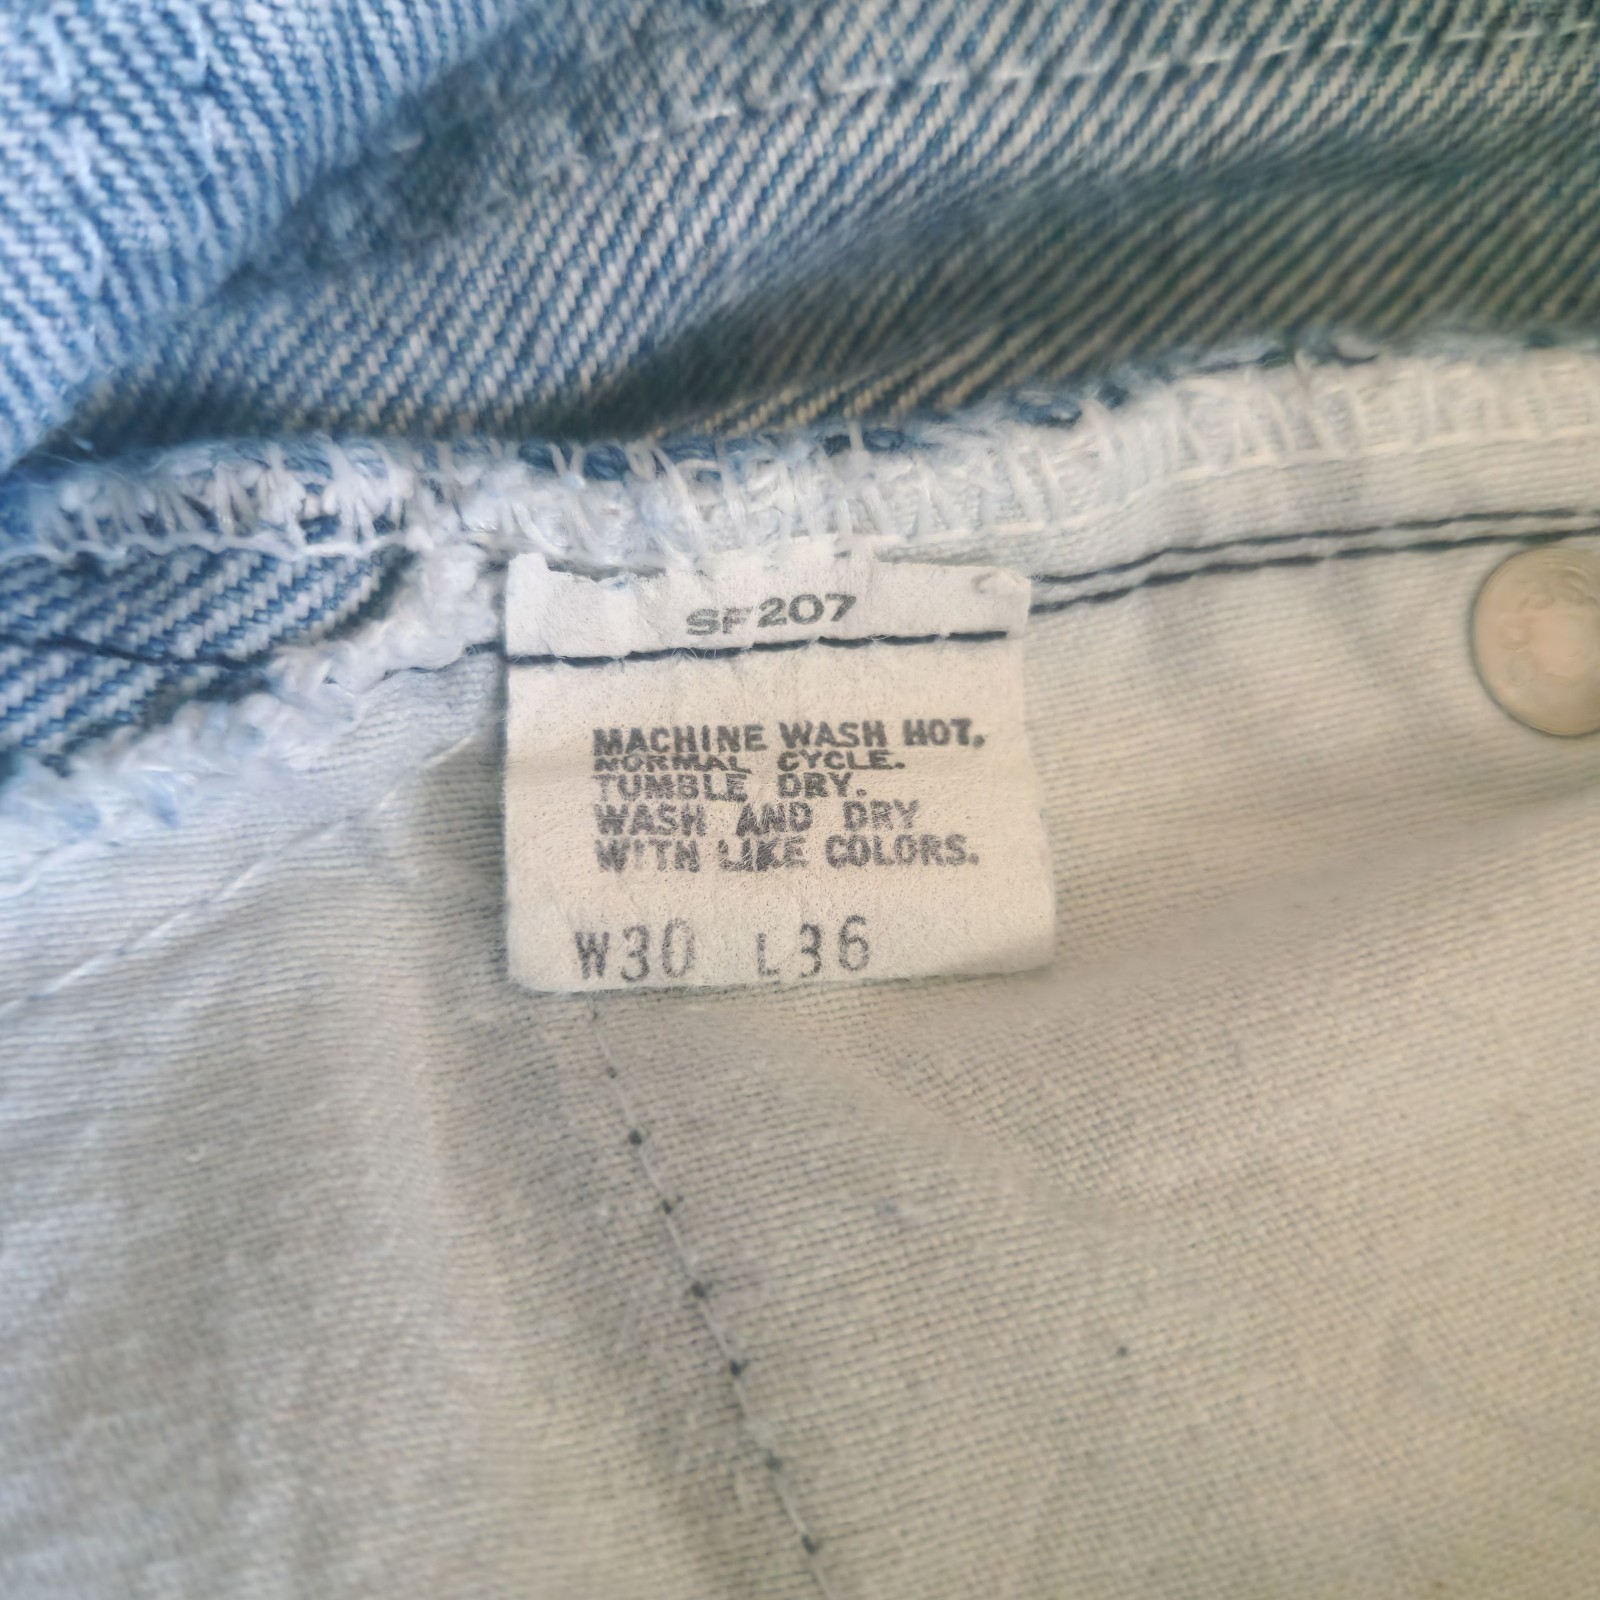 SF207
MACHINE WASH HOT,
NORMAL CYCLE.
TUMBLE DRY.
WASH AND DRY
WITH LIKE COLORS.
W30 L36